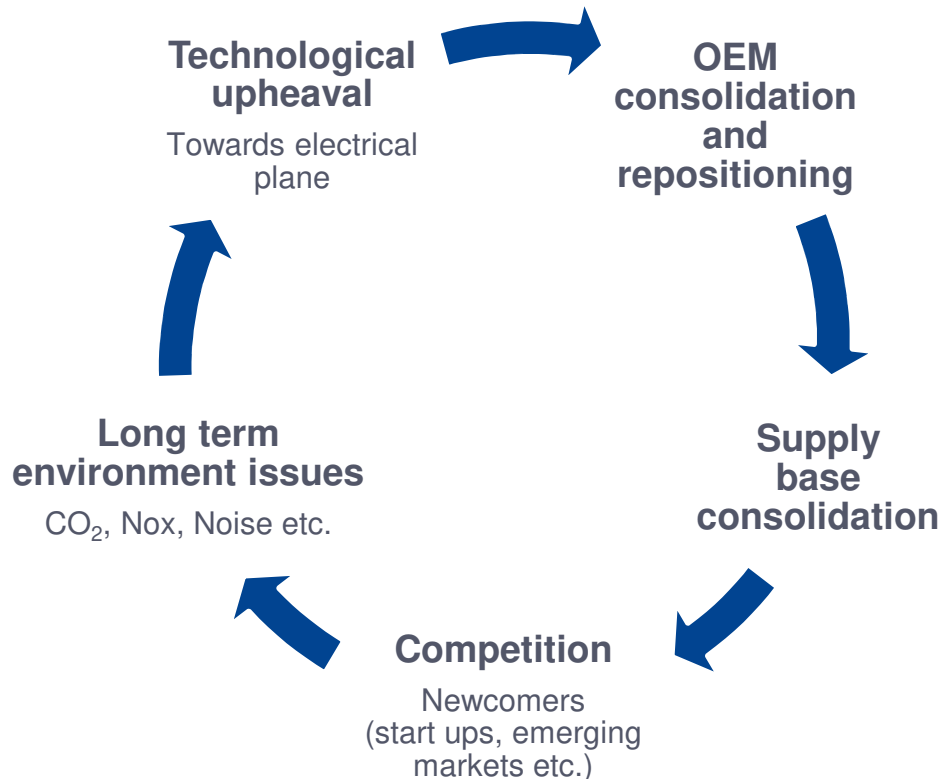 Technological
upheaval
Towards electrical
plane
OEM
consolidation
and
repositioning
Supply
base
consolidation
Competition
Newcomers
(start ups, emerging
markets etc.)
Long term
environment issues
CO₂, Nox, Noise etc.